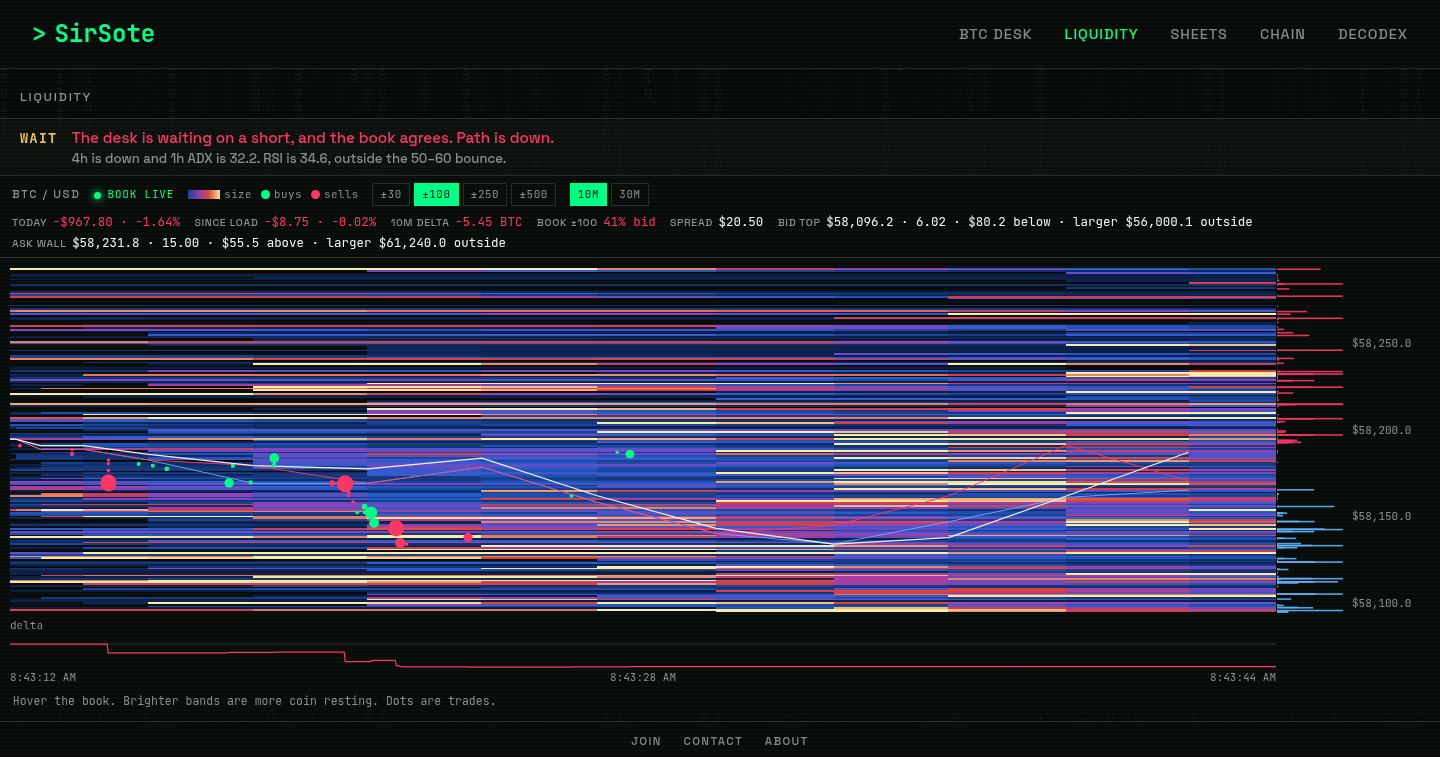 > SirSote
BTC DESK LIQUIDITY SHEETS CHAIN DECODEX
LIQUIDITY
WAIT The desk is waiting on a short, and the book agrees. Path is down.
4h is down and 1h ADX is 32.2. RSI is 34.6, outside the 50–60 bounce.
BTC / USD BOOK LIVE size buys sells ±30 ±100 ±250 ±500 10M 30M
TODAY -$967.80 · -1.64% SINCE LOAD -$8.75 · -0.02% 10M DELTA -5.45 BTC BOOK ±100 41% bid SPREAD $20.50 BID TOP $58,096.2 · 6.02 · $80.2 below · larger $56,000.1 outside
ASK WALL $58,231.8 · 15.00 · $55.5 above · larger $61,240.0 outside
$58,250.0
$58,200.0
$58,150.0
$58,100.0
delta
8:43:12 AM 8:43:28 AM 8:43:44 AM
Hover the book. Brighter bands are more coin resting. Dots are trades.
JOIN CONTACT ABOUT